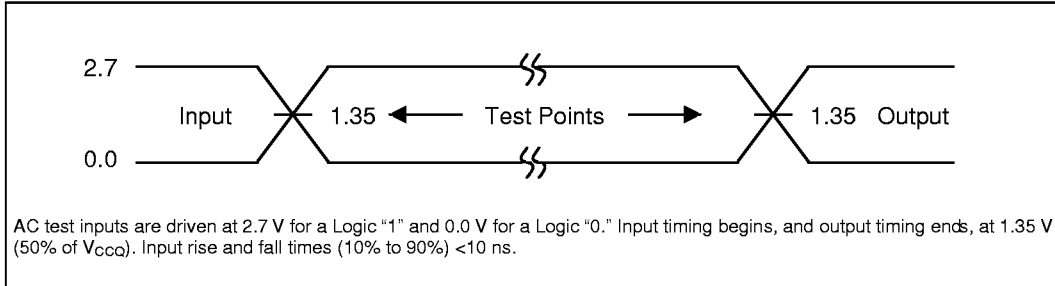 2.7
Input 1.35 Test Points 1.35 Output
0.0
AC test inputs are driven at 2.7 V for a Logic “1” and 0.0 V for a Logic “0.” Input timing begins, and output timing ends, at 1.35 V
(50% of VCCQ). Input rise and fall times (10% to 90%) <10 ns.